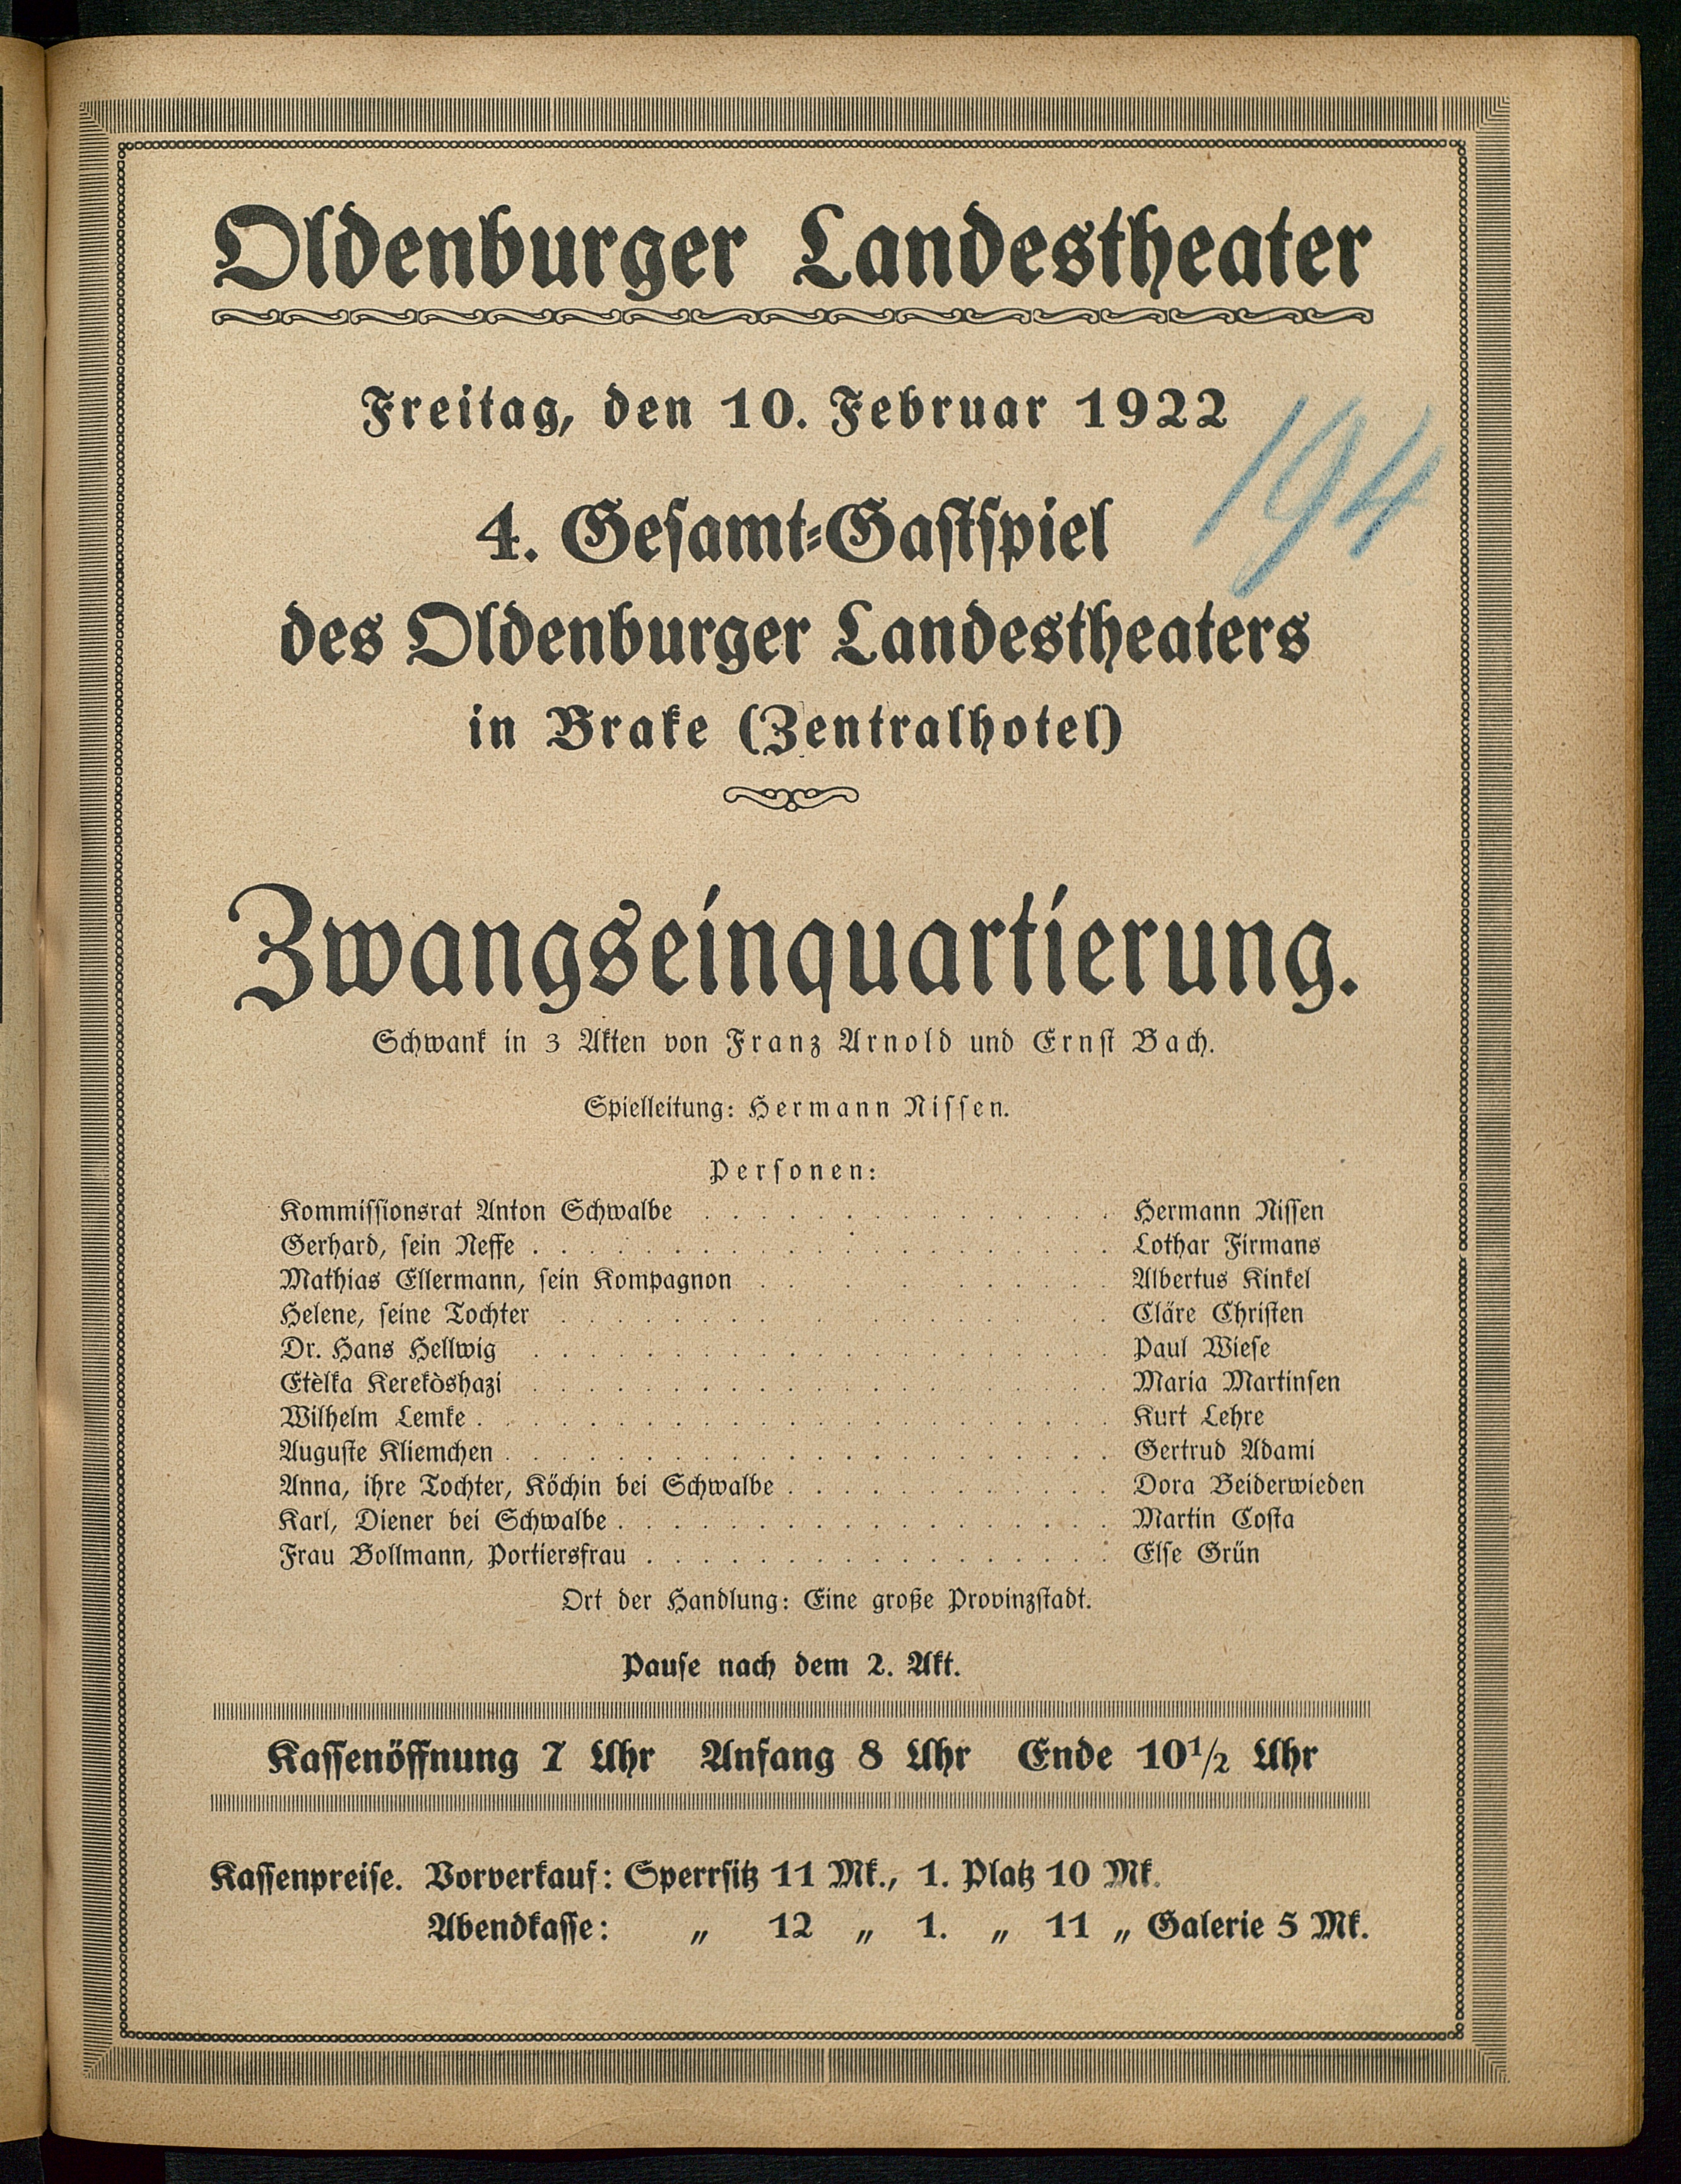 Oldenburger Landestheater
Freitag, den 10. Februar 1922
194
4. Gesamt-Gastspiel
des Oldenburger Landestheaters
in Brake (Zentralhotel)
Zwangseinquartierung.
Schwank in 3 Akten von Franz Arnold und Ernst Bach.
Spielleitung: Hermann Nissen.
Personen:
Kommissionsrat Anton Schwalbe . . . . . . . . . . . . . . . Hermann Nissen
Gerhard, sein Neffe . . . . . . . . . . . . . . . . . . . . . Lothar Firmans
Mathias Ellermann, sein Kompagnon . . . . . . . . . . . . . Albertus Kinkel
Helene, seine Tochter . . . . . . . . . . . . . . . . . . . . Cläre Christen
Dr. Hans Hellwig . . . . . . . . . . . . . . . . . . . . . Paul Wiese
Etèlka Kerekòshazi . . . . . . . . . . . . . . . . . . . . . Maria Martinsen
Wilhelm Lemke . . . . . . . . . . . . . . . . . . . . . . . Kurt Lehre
Auguste Kliemchen . . . . . . . . . . . . . . . . . . . . . . Gertrud Adami
Anna, ihre Tochter, Köchin bei Schwalbe . . . . . . . . . . . . Dora Beiderwieden
Karl, Diener bei Schwalbe . . . . . . . . . . . . . . . . . . Martin Costa
Frau Bollmann, Portiersfrau . . . . . . . . . . . . . . . . . Else Grün
Ort der Handlung: Eine große Provinzstadt.
Pause nach dem 2. Akt.
Kassenöffnung 7 Uhr Anfang 8 Uhr Ende 10 1/2 Uhr
Kassenpreise. Vorverkauf: Sperrsitz 11 Mk., 1. Platz 10 Mk.
Abendkasse: „ 12 „ 1. „ 11 „ Galerie 5 Mk.